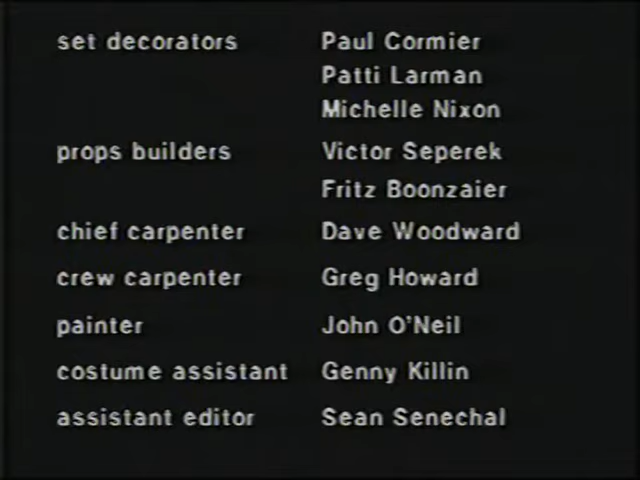 set decorators Paul Cormier
Patti Larman
Michelle Nixon
props builders Victor Seperek
Fritz Boonzaier
chief carpenter Dave Woodward
crew carpenter Greg Howard
painter John O'Neil
costume assistant Genny Killin
assistant editor Sean Senechal